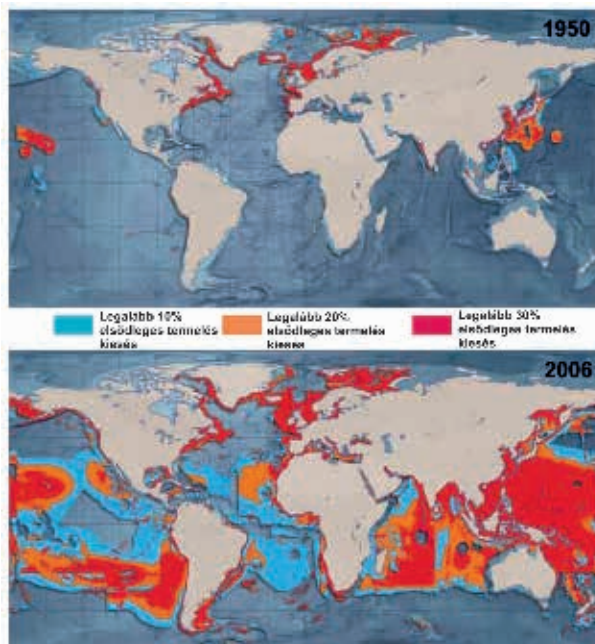 1950
Legalább 10%
elsődleges termelés
kiesés
Legalább 20%
elsődleges termelés
kiesés
Legalább 30%
elsődleges termelés
kiesés
2006